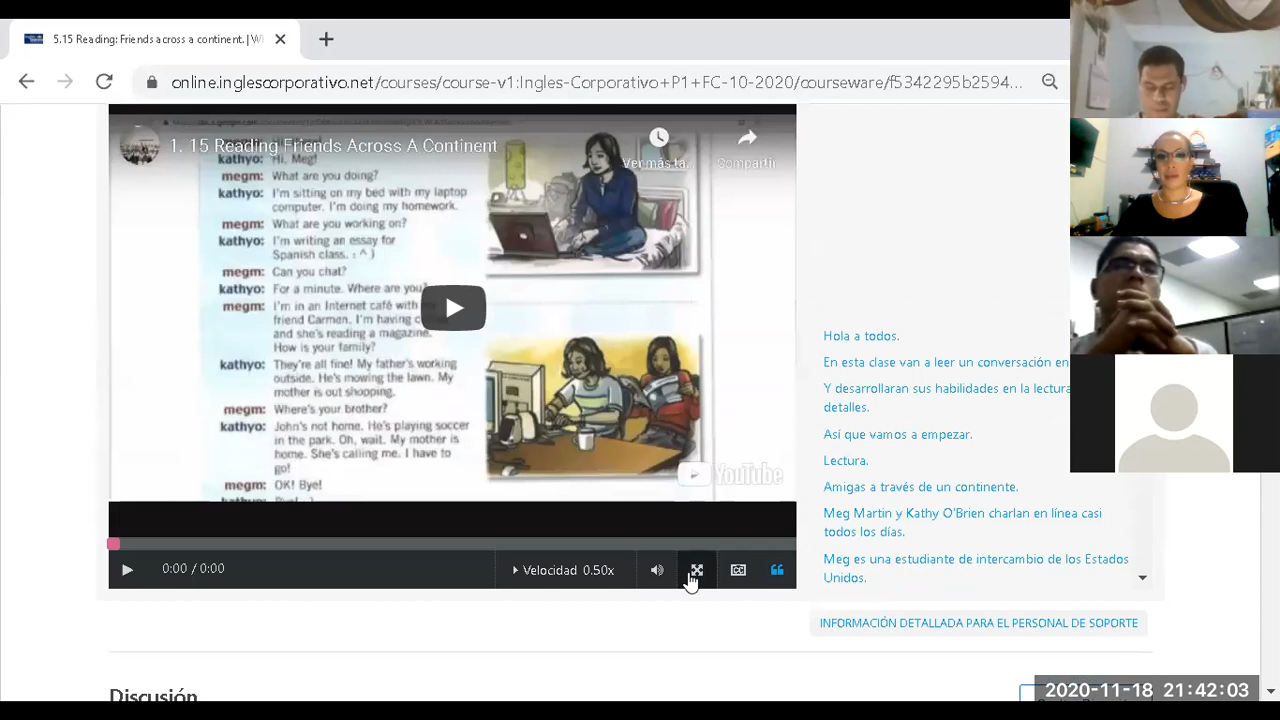 5.15 Reading: Friends across a continent. | Wi
online.inglescorporativo.net/courses/course-v1:Ingles-Corporativo+P1+FC-10-2020/courseware/f5342295b2594...
1. 15 Reading Friends Across A Continent
Ver más ta...
Compartir
kathyo: Hi, Meg!
megm: What are you doing?
kathyo: I'm sitting on my bed with my laptop
computer. I'm doing my homework.
megm: What are you working on?
kathyo: I'm writing an essay for
Spanish class. : ^ )
megm: Can you chat?
kathyo: For a minute. Where are you?
megm: I'm in an Internet café with my
friend Carmen. I'm having
and she's reading a magazine.
How is your family?
kathyo: They're all fine! My father's working
outside. He's mowing the lawn. My
mother is out shopping.
megm: Where's your brother?
kathyo: John's not home. He's playing soccer
in the park. Oh, wait. My mother is
home. She's calling me. I have to
go!
megm: OK! Bye!
YouTube
0:00 / 0:00
Velocidad 0.50x
Hola a todos.
En esta clase van a leer un conversación en
Y desarrollaran sus habilidades en la lectura
detalles.
Así que vamos a empezar.
Lectura.
Amigas a través de un continente.
Meg Martin y Kathy O'Brien charlan en línea casi
todos los días.
Meg es una estudiante de intercambio de los Estados
Unidos.
INFORMACIÓN DETALLADA PARA EL PERSONAL DE SOPORTE
Discusión
2020-11-18 21:42:03